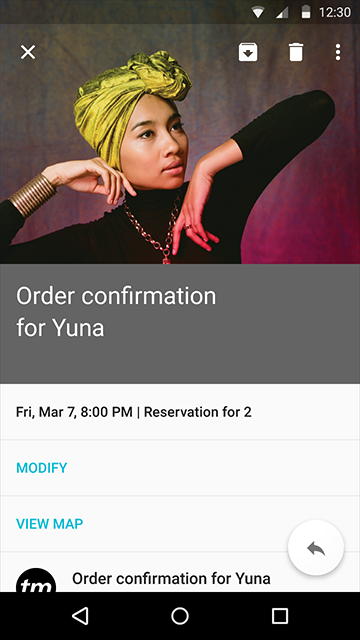 12:30
Order confirmation
for Yuna
Fri, Mar 7, 8:00 PM | Reservation for 2
MODIFY
VIEW MAP
tm
Order confirmation for Yuna